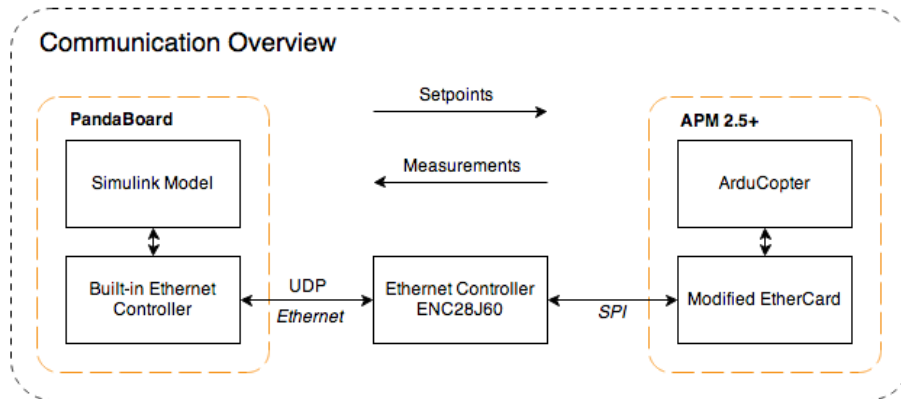 Communication Overview
Setpoints
PandaBoard
APM 2.5+
Measurements
Simulink Model
ArduCopter
Built-in Ethernet
Controller
UDP
Ethernet
Ethernet Controller
ENC28J60
SPI
Modified EtherCard